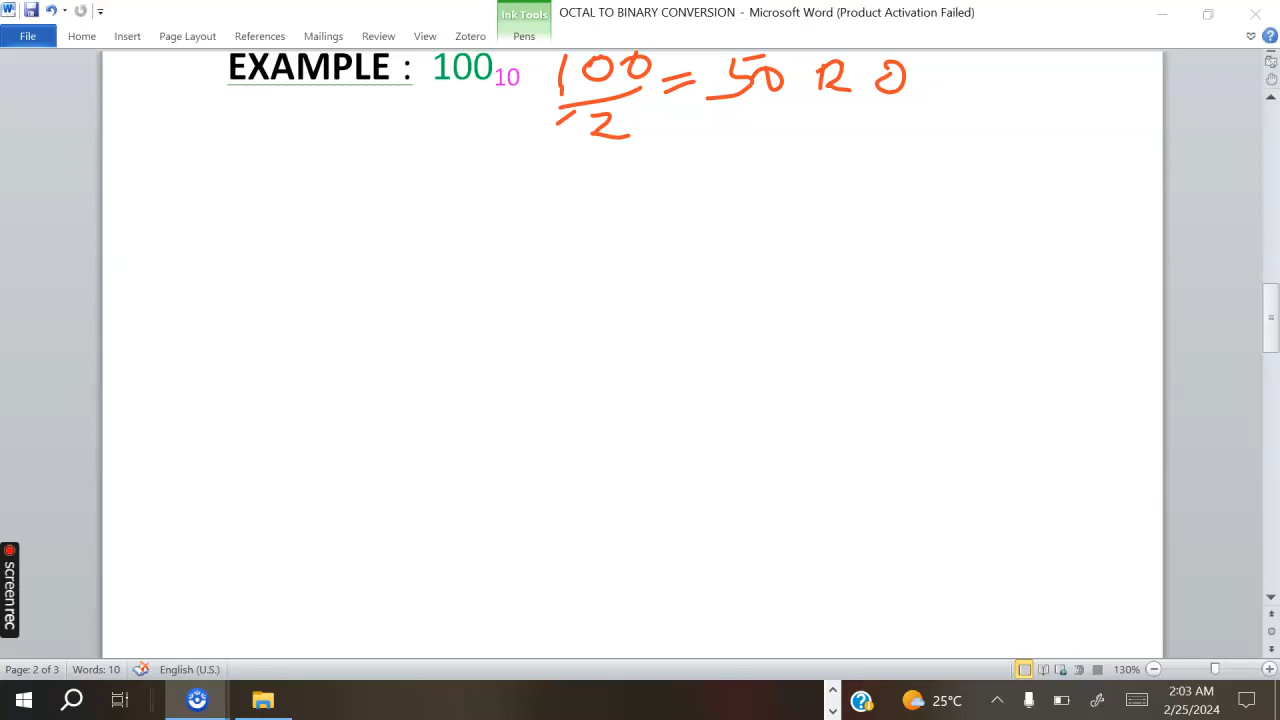 Ink Tools
OCTAL TO BINARY CONVERSION - Microsoft Word (Product Activation Failed)
File Home Insert Page Layout References Mailings Review View Zotero Pens
EXAMPLE : 100₁₀ 100/2 = 50 R 0
screen rec
Page: 2 of 3 Words: 10 English (U.S.) 130%
25°C 2:03 AM
2/25/2024